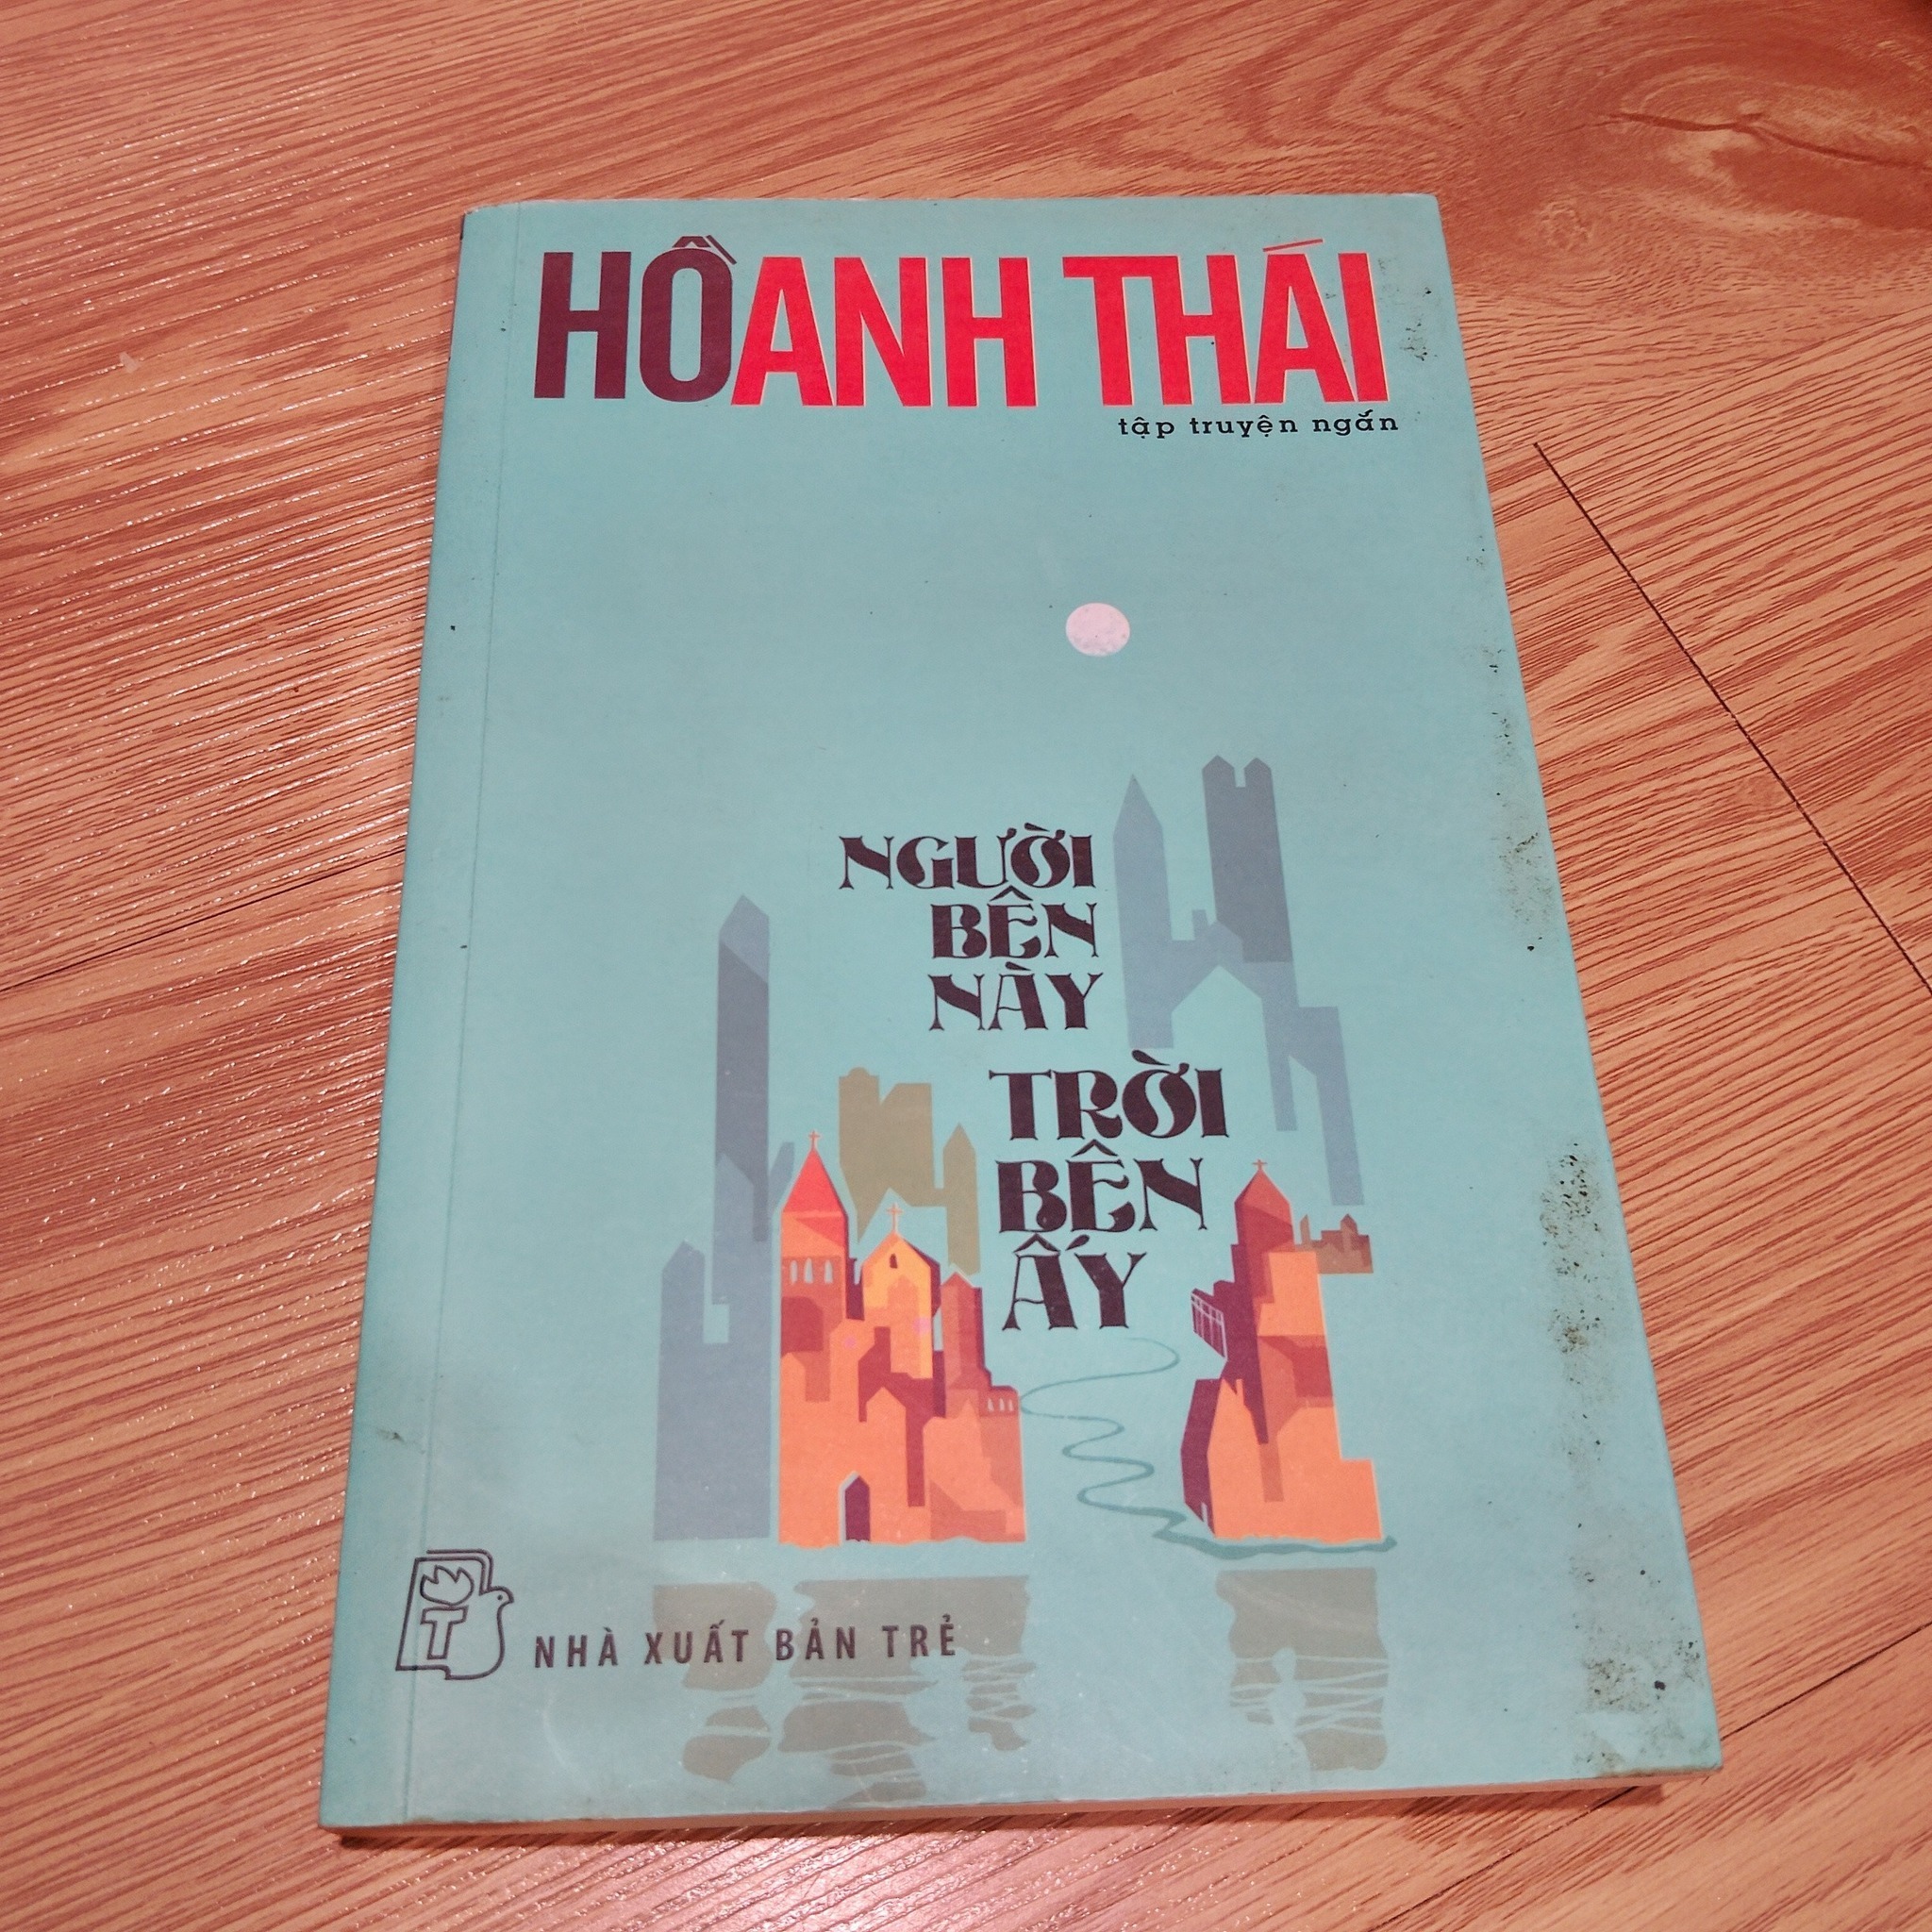 HỒ ANH THÁI
tập truyện ngắn
NGƯỜI
BÊN
NÀY
TRỜI
BÊN
ẤY
T
NHÀ XUẤT BẢN TRẺ